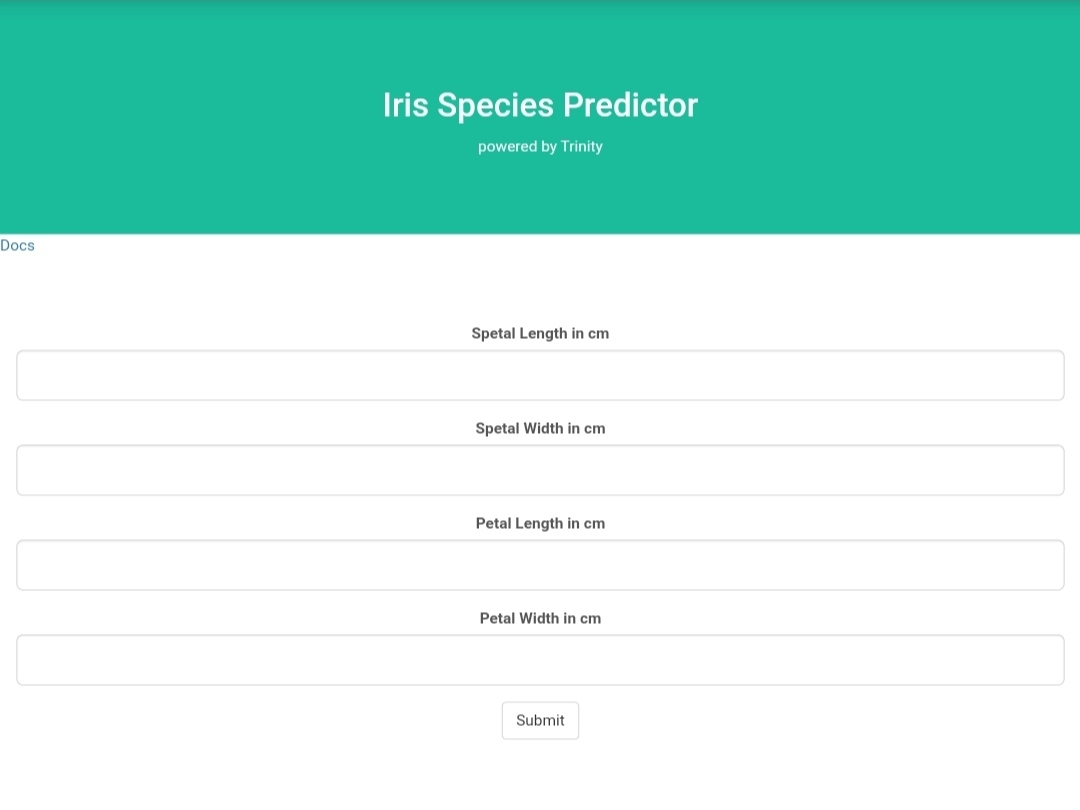 Iris Species Predictor
powered by Trinity
Docs
Spetal Length in cm
Spetal Width in cm
Petal Length in cm
Petal Width in cm
Submit